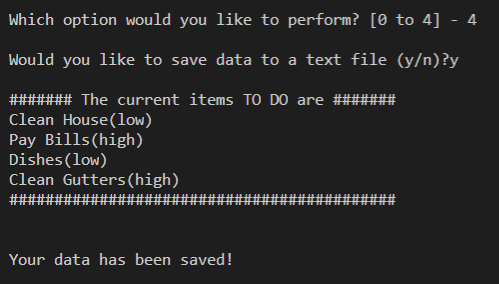 Which option would you like to perform? [0 to 4] - 4
Would you like to save data to a text file (y/n)?y
####### The current items TO DO are #######
Clean House(low)
Pay Bills(high)
Dishes(low)
Clean Gutters(high)
###########################################
Your data has been saved!